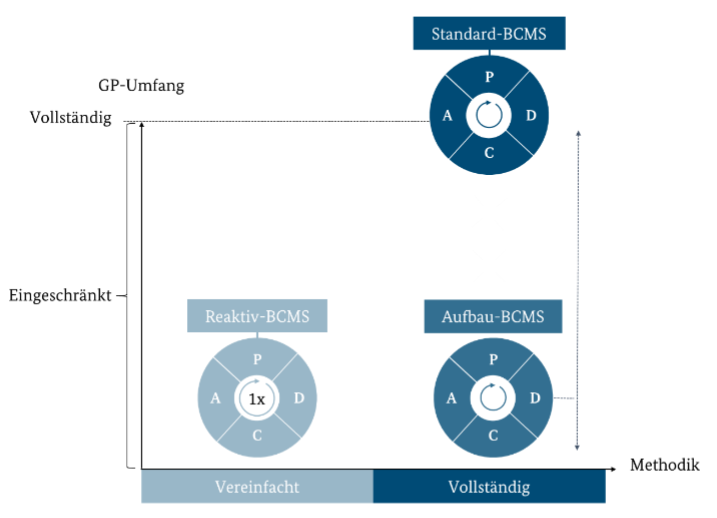 Standard-BCMS
GP-Umfang
Vollständig
P
A
D
C
Eingeschränkt
Reaktiv-BCMS
Aufbau-BCMS
P
A
1x
D
C
P
A
D
C
Methodik
Vereinfacht
Vollständig